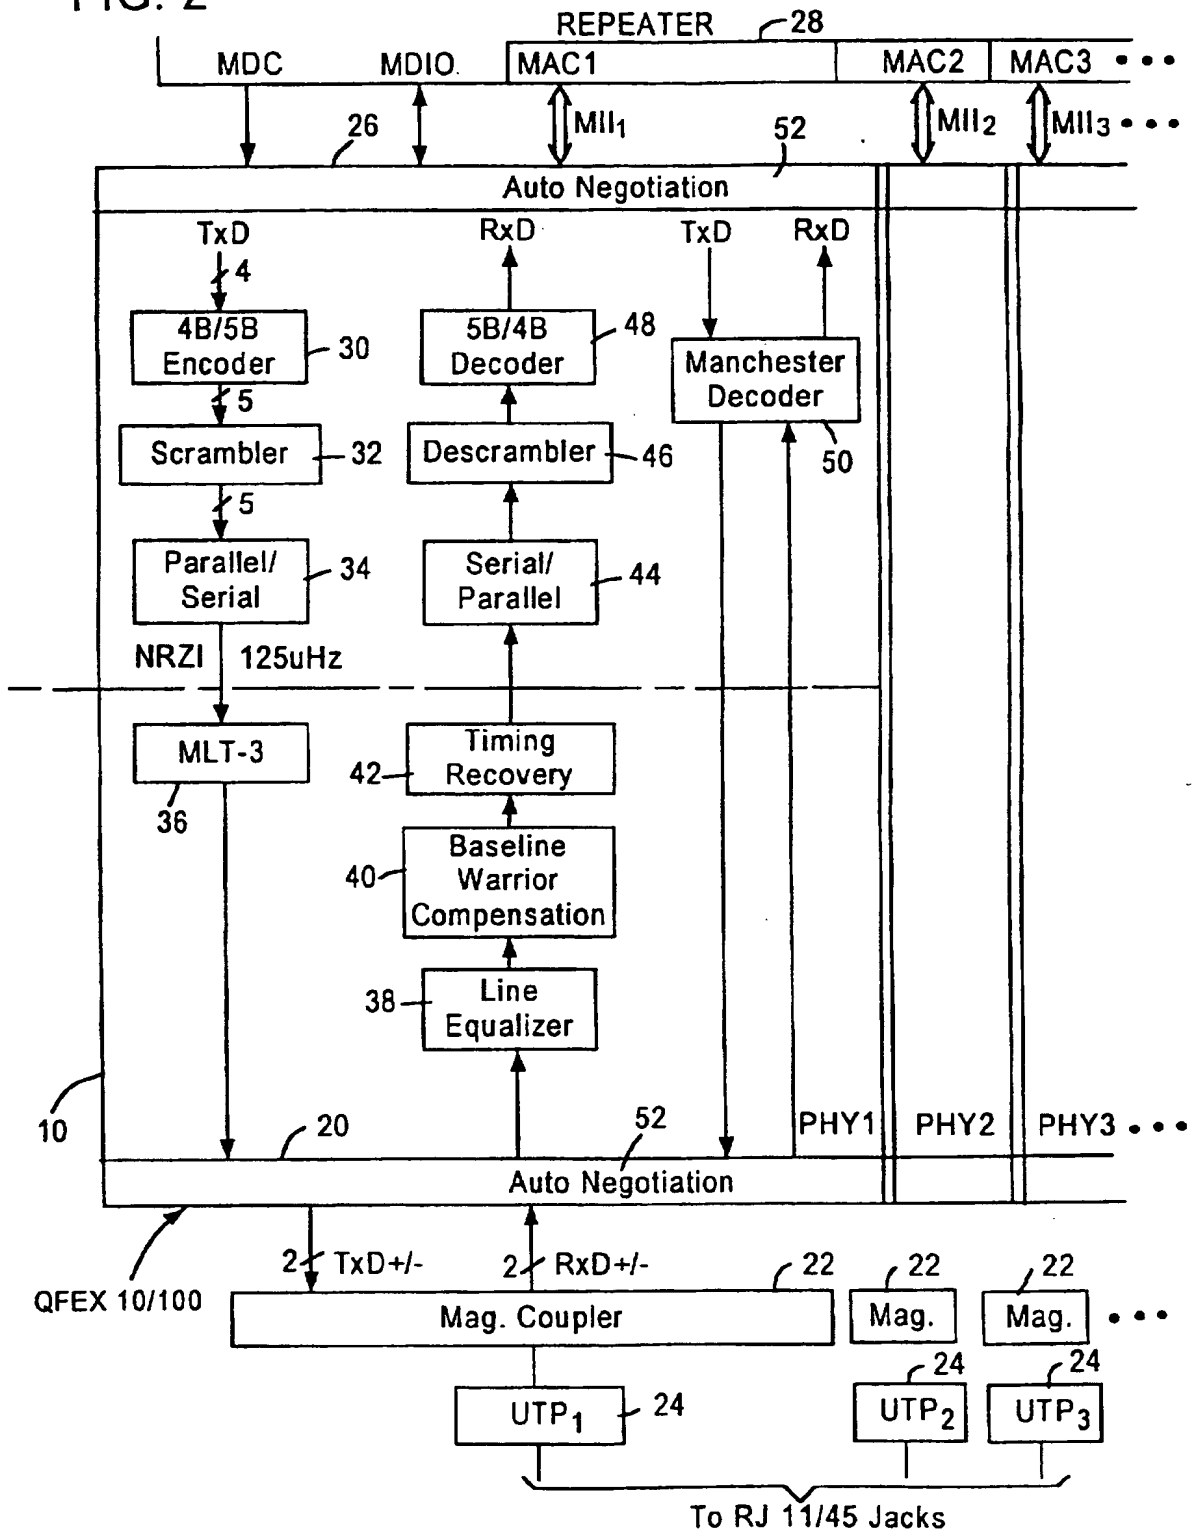 FIG. 2
REPEATER 28
MDC MDIO. MAC1 MAC2 MAC3 •••
26 MII1 52 MII2 MII3 •••
Auto Negotiation
TxD RxD TxD RxD
4
4B/5B
Encoder
30
5B/4B
Decoder
48
Manchester
Decoder
50
5
Scrambler 32
Descrambler 46
5
Parallel/
Serial
34
Serial/
Parallel
44
NRZI 125uHz
MLT-3
36
Timing
Recovery
42
Baseline
Warrior
Compensation
40
Line
Equalizer
38
10
20 52
PHY1 PHY2 PHY3 •••
Auto Negotiation
QFEX 10/100
2 TxD+/- 2 RxD+/- 22 22 22
Mag. Coupler Mag. Mag. •••
24 24
UTP1 24 UTP2 UTP3
To RJ 11/45 Jacks